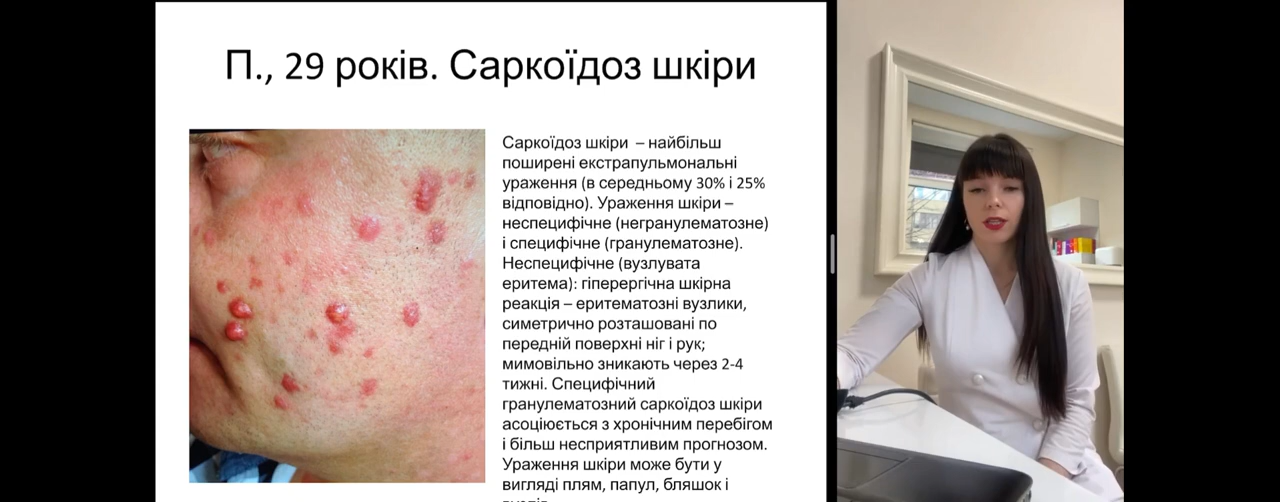 П., 29 років. Саркоїдоз шкіри
Саркоїдоз шкіри – найбільш
поширені екстрапульмональні
ураження (в середньому 30% і 25%
відповідно). Ураження шкіри –
неспецифічне (негранулематозне)
і специфічне (гранулематозне).
Неспецифічне (вузлувата
еритема): гіперергічна шкірна
реакція – еритематозні вузлики,
симетрично розташовані по
передній поверхні ніг і рук;
мимовільно зникають через 2-4
тижні. Специфічний
гранулематозний саркоїдоз шкіри
асоціюється з хронічним перебігом
і більш несприятливим прогнозом.
Ураження шкіри може бути у
вигляді плям, папул, бляшок і